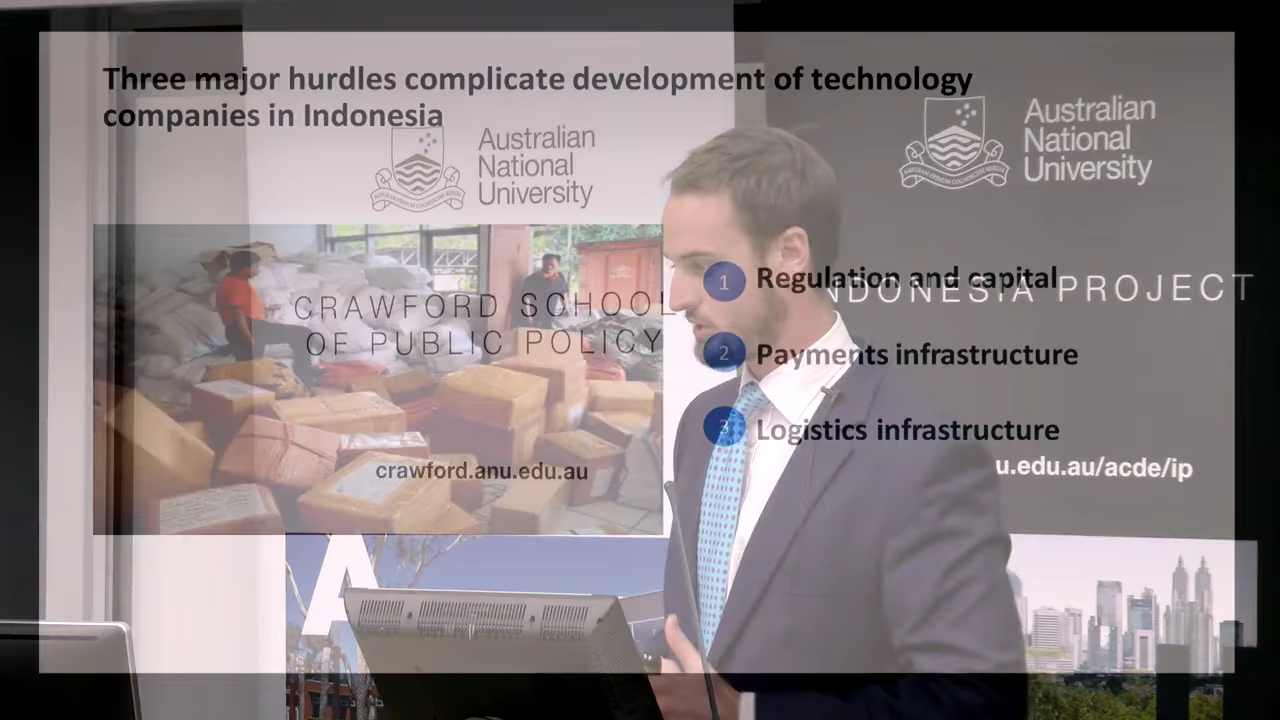 Three major hurdles complicate development of technology
companies in Indonesia
Australian
National
University
Australian
National
University
CRAWFORD SCHOOL
OF PUBLIC POLICY
crawford.anu.edu.au
1 Regulation and capital
2 Payments infrastructure
3 Logistics infrastructure
NDONESIA PROJECT
u.edu.au/acde/ip